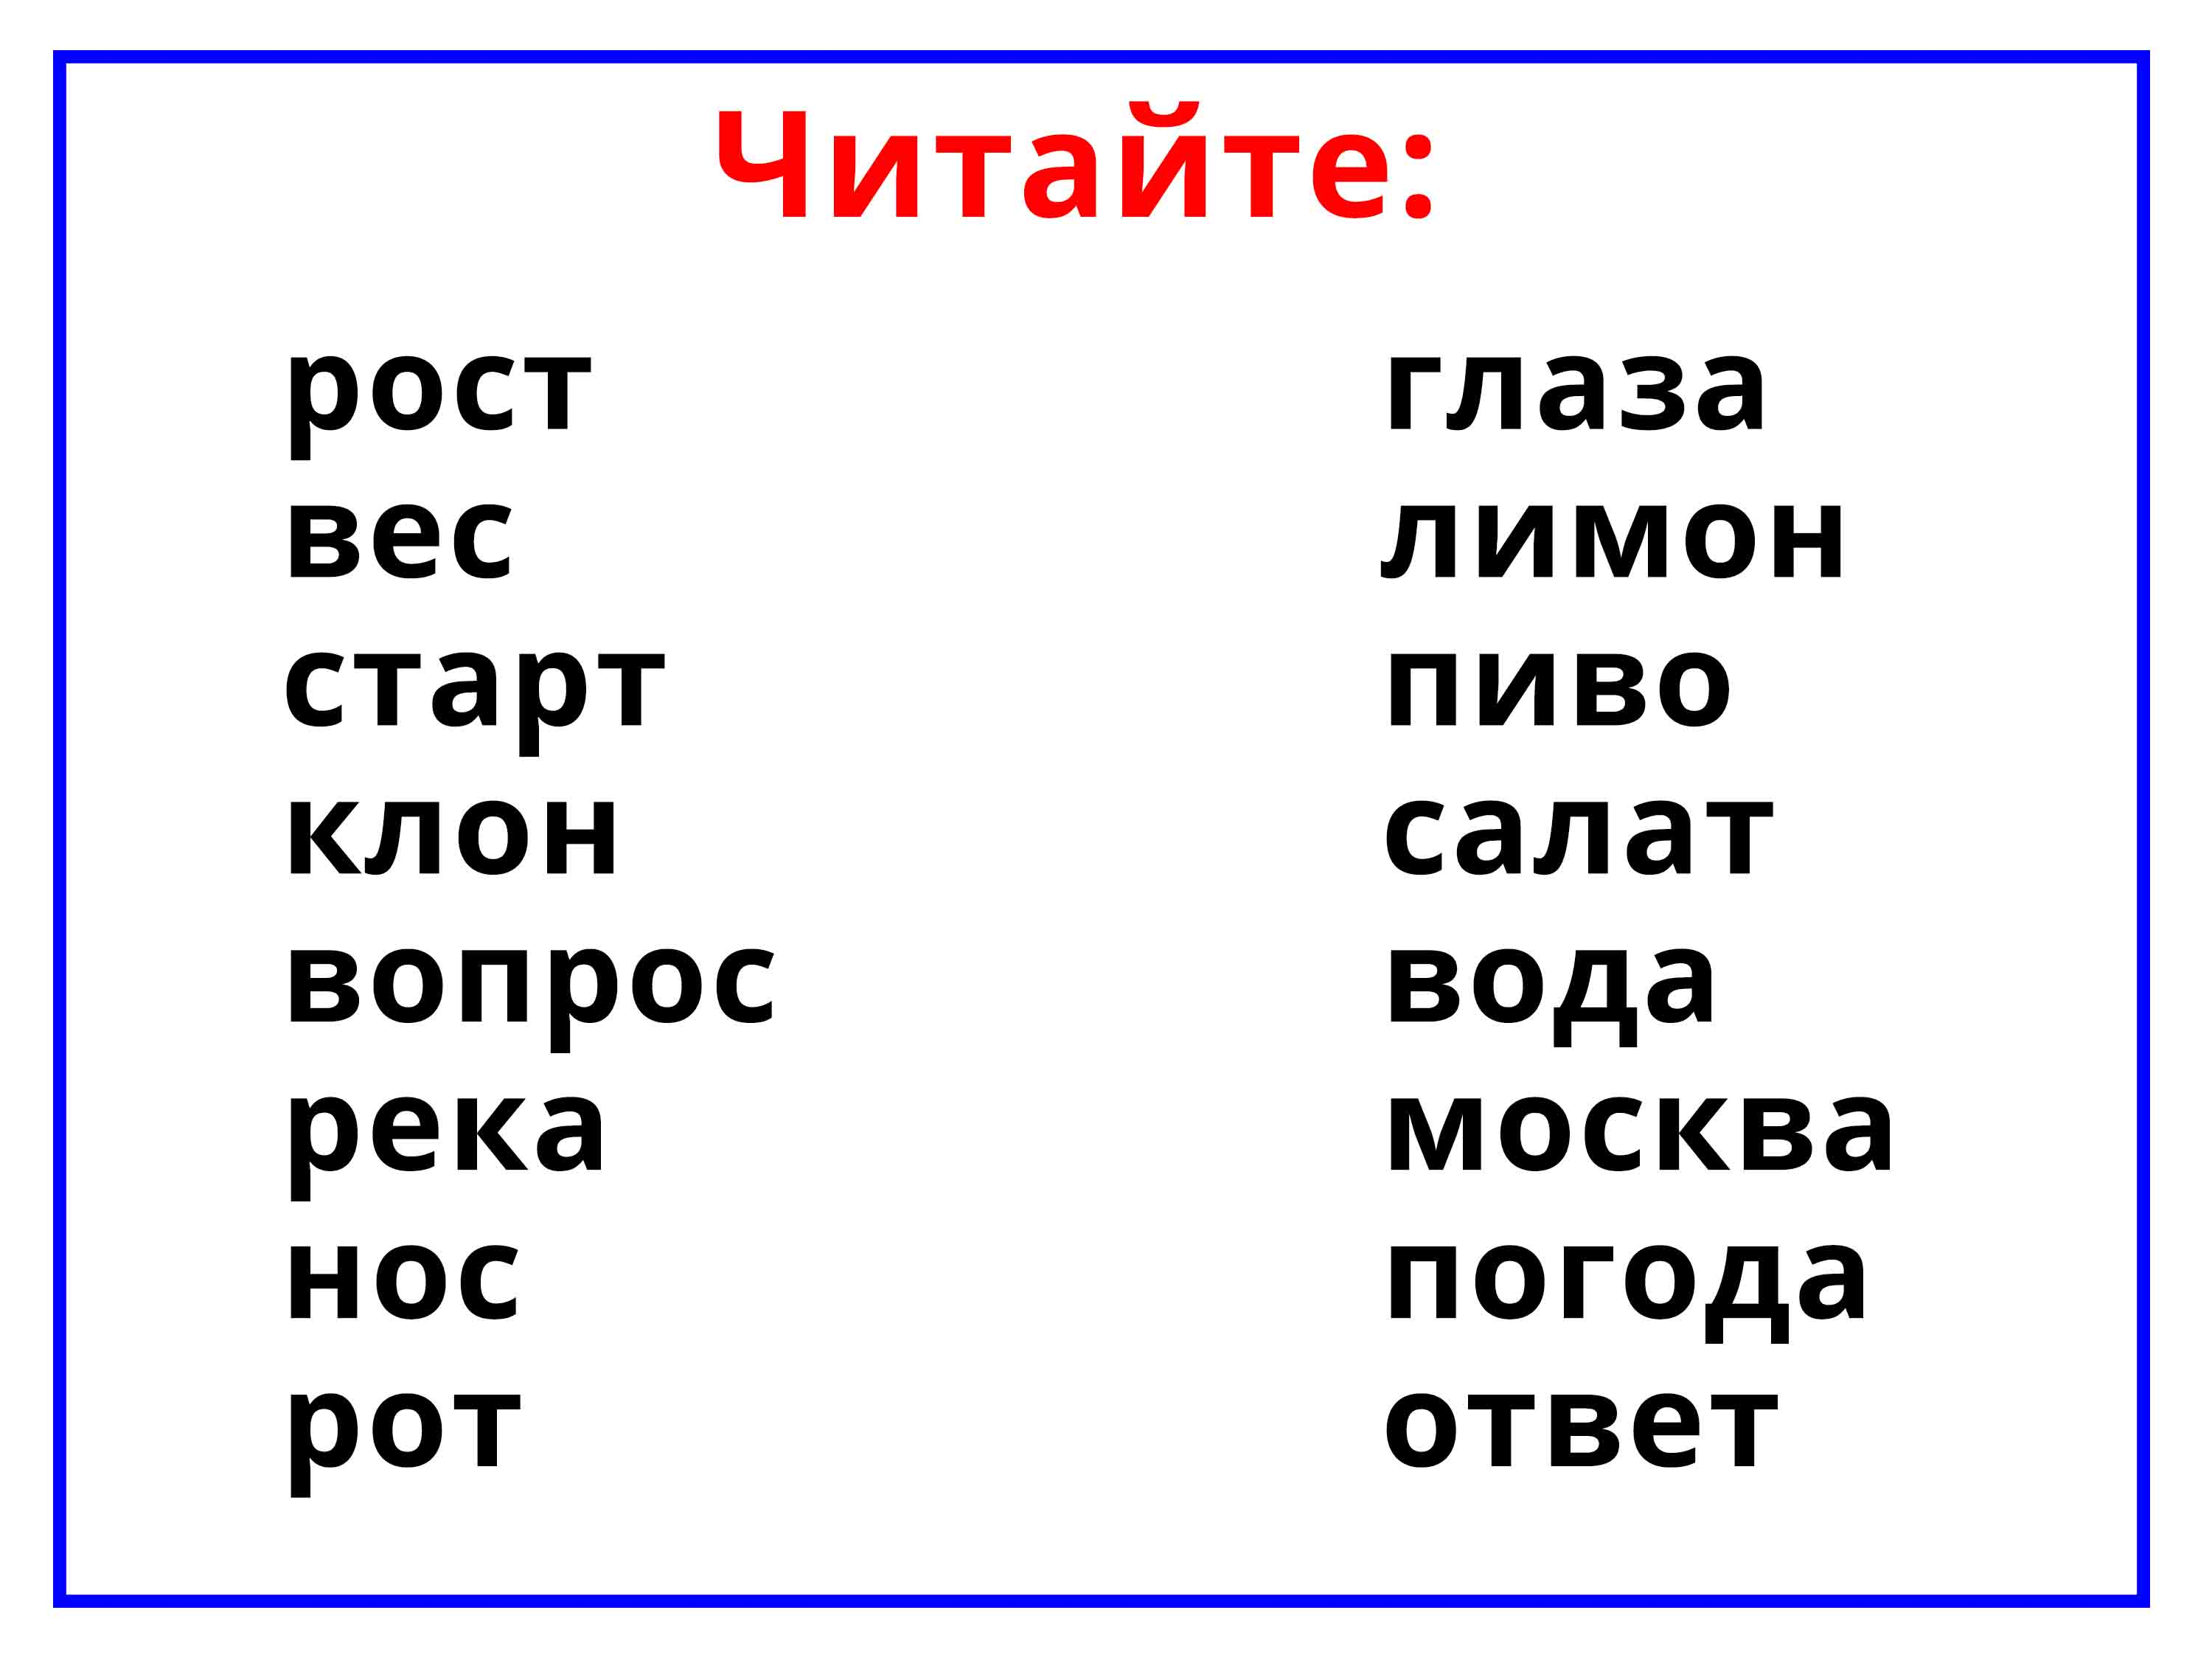 Читайте:
рост
вес
старт
клон
вопрос
река
нос
рот
глаза
лимон
пиво
салат
вода
москва
погода
ответ